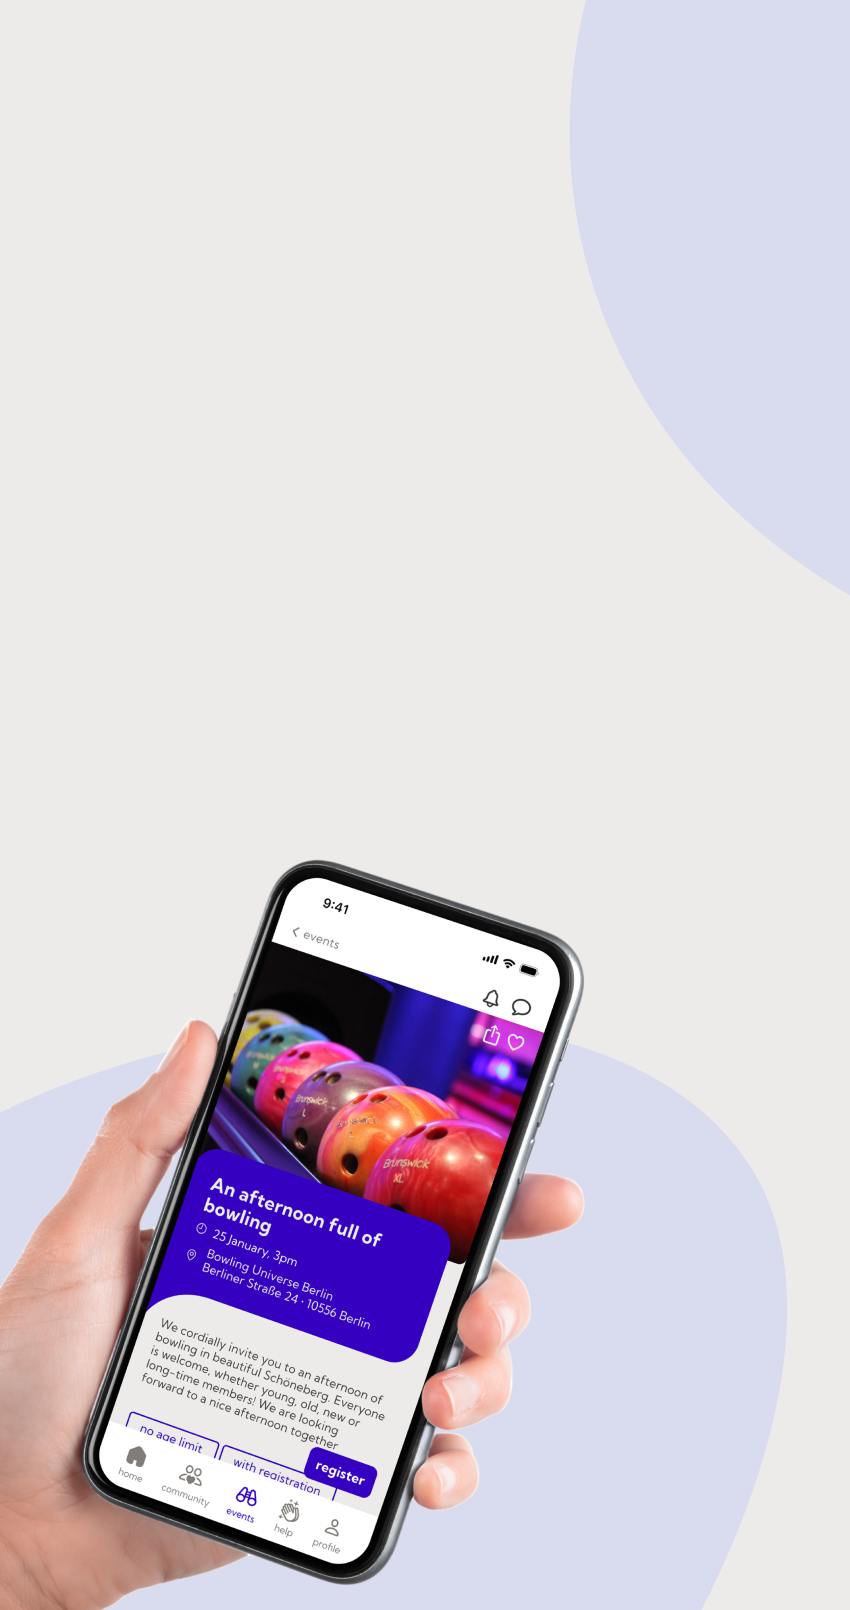 9:41
events
Brunswick
L
Brunswick
XL
An afternoon full of
bowling
25 January, 3pm
Bowling Universe Berlin
Berliner Straße 24 · 10556 Berlin
We cordially invite you to an afternoon of
bowling in beautiful Schöneberg. Everyone
is welcome, whether young, old, new or
long-time members! We are looking
forward to a nice afternoon together
no age limit
with registration
register
home
community
events
help
profile